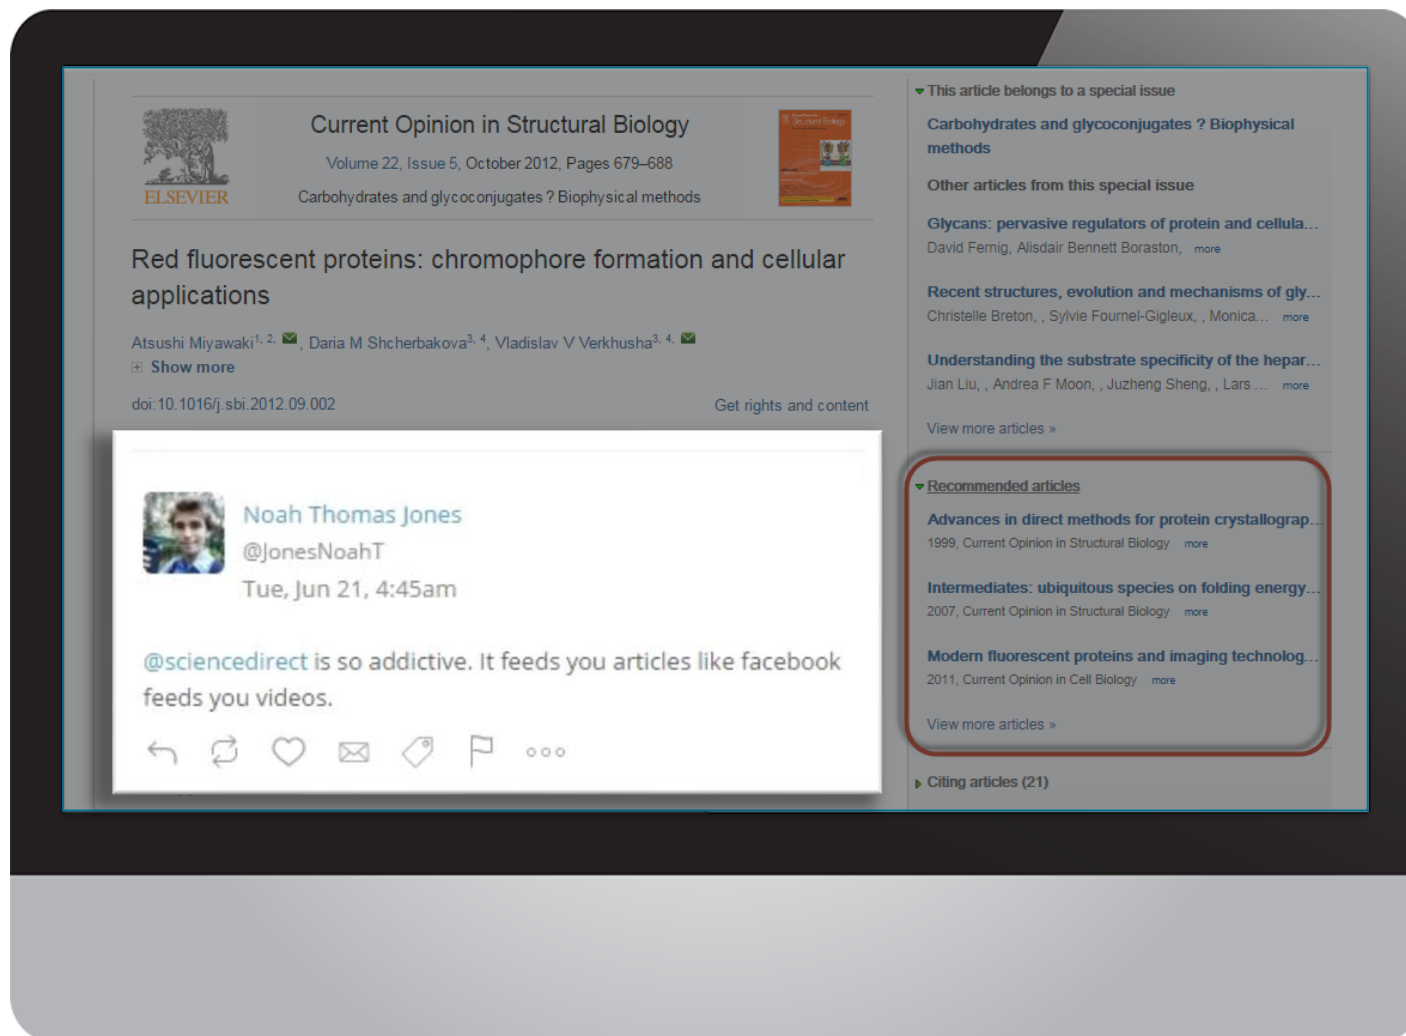 ELSEVIER
Current Opinion in Structural Biology
Volume 22, Issue 5, October 2012, Pages 679–688
Carbohydrates and glycoconjugates ? Biophysical methods
Red fluorescent proteins: chromophore formation and cellular
applications
Atsushi Miyawaki1, 2, , Daria M Shcherbakova3, 4, Vladislav V Verkhusha3, 4,
Show more
doi:10.1016/j.sbi.2012.09.002
Get rights and content
Noah Thomas Jones
@JonesNoahT
Tue, Jun 21, 4:45am
@sciencedirect is so addictive. It feeds you articles like facebook
feeds you videos.
This article belongs to a special issue
Carbohydrates and glycoconjugates ? Biophysical
methods
Other articles from this special issue
Glycans: pervasive regulators of protein and cellula...
David Fernig, Alisdair Bennett Boraston, more
Recent structures, evolution and mechanisms of gly...
Christelle Breton, , Sylvie Fournel-Gigleux, , Monica... more
Understanding the substrate specificity of the hepar...
Jian Liu, , Andrea F Moon, , Juzheng Sheng, , Lars ... more
View more articles »
Recommended articles
Advances in direct methods for protein crystallograp...
1999, Current Opinion in Structural Biology more
Intermediates: ubiquitous species on folding energy...
2007, Current Opinion in Structural Biology more
Modern fluorescent proteins and imaging technolog...
2011, Current Opinion in Cell Biology more
View more articles »
Citing articles (21)